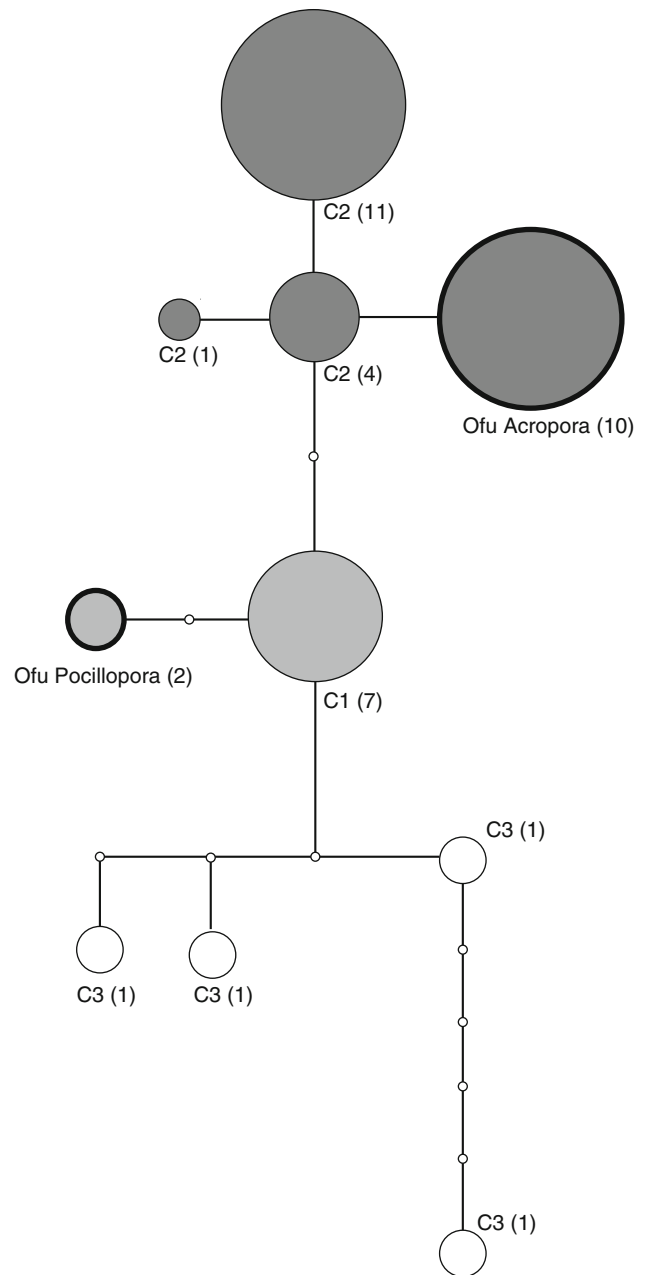 C2 (11)
C2 (1)
C2 (4)
Ofu Acropora (10)
Ofu Pocillopora (2)
C1 (7)
C3 (1)
C3 (1)
C3 (1)
C3 (1)